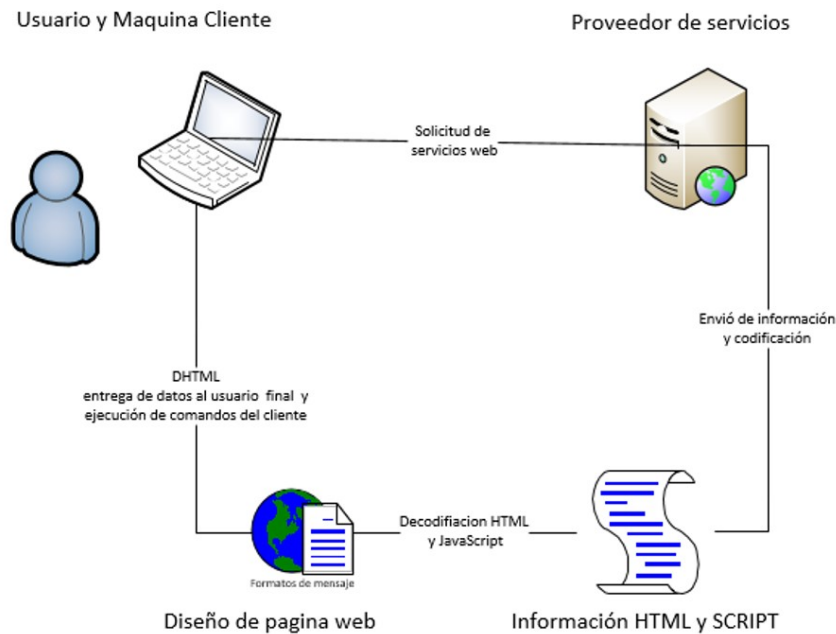 Usuario y Maquina Cliente
Proveedor de servicios
Solicitud de
servicios web
Envió de información
y codificación
DHTML
entrega de datos al usuario final y
ejecución de comandos del cliente
Decodifiacion HTML
y JavaScript
Formatos de mensaje
Diseño de pagina web
Información HTML y SCRIPT